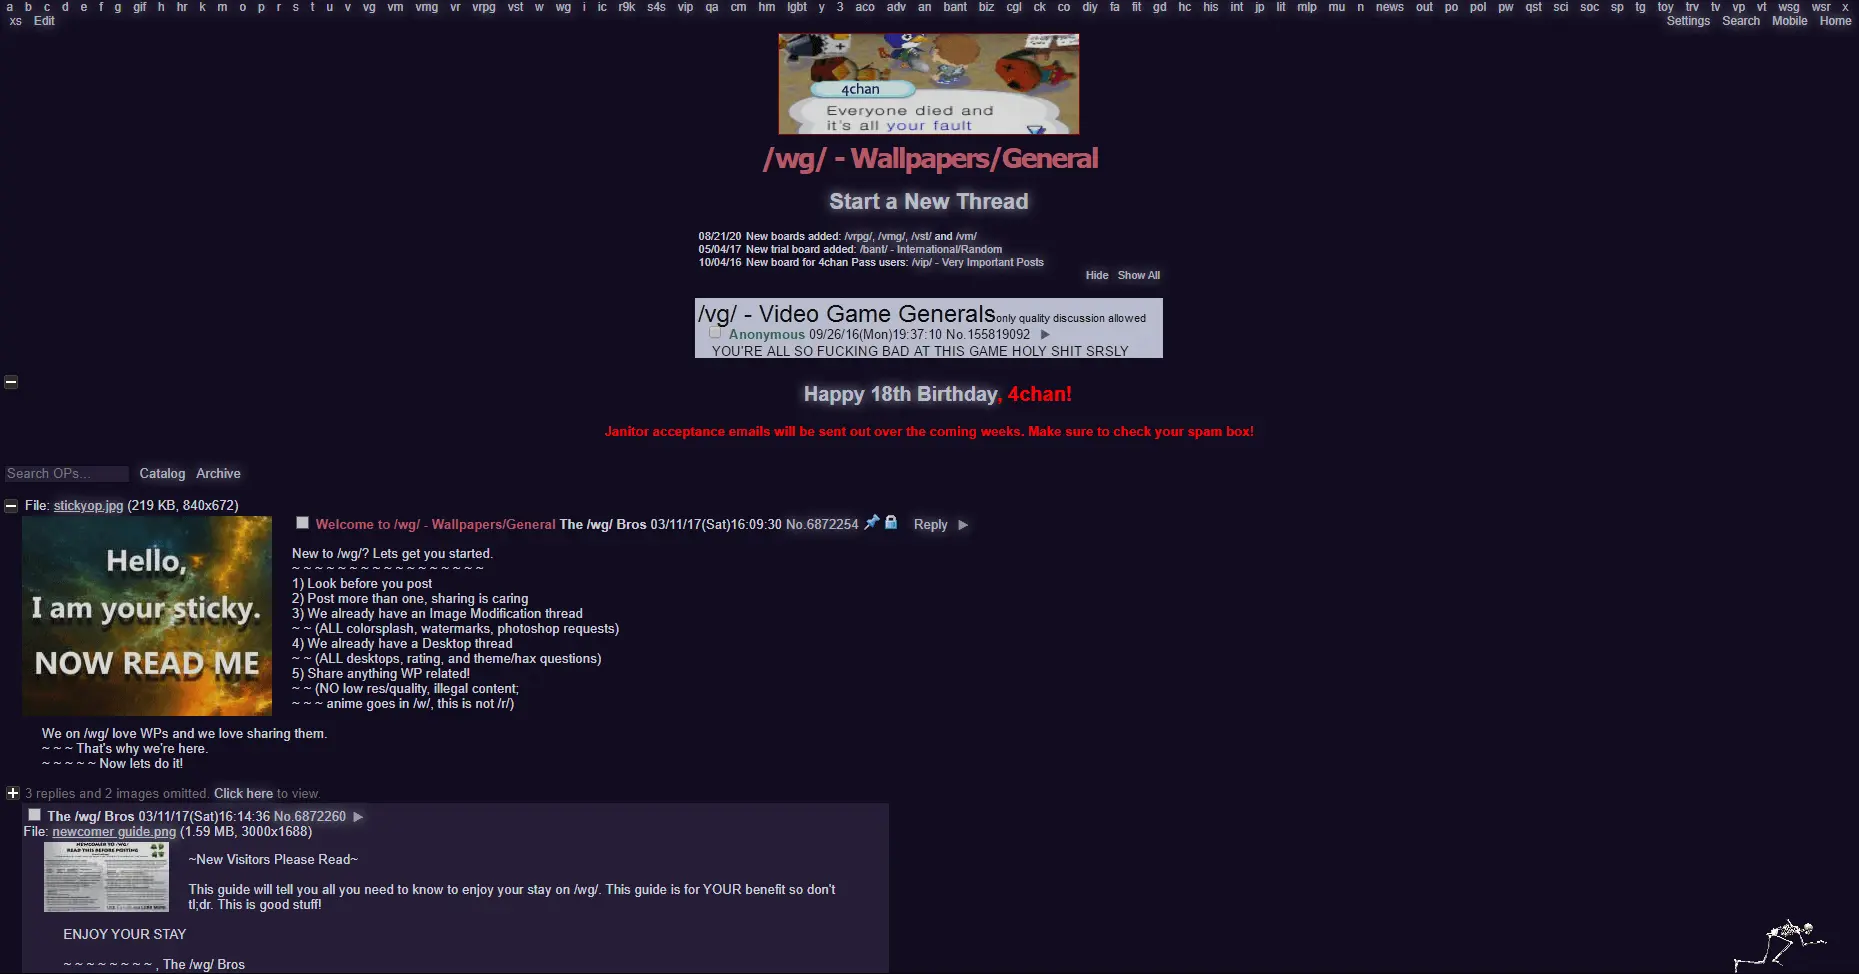 a b c d e f g gif h hr k m o p r s t u v vg vm vmg vr vrpg vst w wg i ic r9k s4s vip qa cm hm lgbt y 3 aco adv an bant biz cgl ck co diy fa fit gd hc his int jp lit mlp mu n news out po pol pw qst sci soc sp tg toy trv tv vp vt wsg wsr x
xs Edit Settings Search Mobile Home
4chan
Everyone died and
it's all your fault
/wg/ - Wallpapers/General
Start a New Thread
08/21/20 New boards added: /vrpg/, /vmg/, /vst/ and /vm/
05/04/17 New trial board added: /bant/ - International/Random
10/04/16 New board for 4chan Pass users: /vip/ - Very Important Posts
Hide Show All
/vg/ - Video Game Generals only quality discussion allowed
Anonymous 09/26/16(Mon)19:37:10 No.155819092 ▶
YOU'RE ALL SO FUCKING BAD AT THIS GAME HOLY SHIT SRSLY
Happy 18th Birthday, 4chan!
Janitor acceptance emails will be sent out over the coming weeks. Make sure to check your spam box!
Search OPs... Catalog Archive
File: stickyop.jpg (219 KB, 840x672)
Hello,
I am your sticky.
NOW READ ME
Welcome to /wg/ - Wallpapers/General The /wg/ Bros 03/11/17(Sat)16:09:30 No.6872254 Reply ▶
New to /wg/? Lets get you started.
~ ~ ~ ~ ~ ~ ~ ~ ~ ~ ~ ~ ~ ~ ~ ~ ~
1) Look before you post
2) Post more than one, sharing is caring
3) We already have an Image Modification thread
~ ~ (ALL colorsplash, watermarks, photoshop requests)
4) We already have a Desktop thread
~ ~ (ALL desktops, rating, and theme/hax questions)
5) Share anything WP related!
~ ~ (NO low res/quality, illegal content;
~ ~ ~ anime goes in /w/, this is not /r/)
We on /wg/ love WPs and we love sharing them.
~ ~ ~ That's why we're here.
~ ~ ~ ~ ~ Now lets do it!
3 replies and 2 images omitted. Click here to view.
The /wg/ Bros 03/11/17(Sat)16:14:36 No.6872260 ▶
File: newcomer guide.png (1.59 MB, 3000x1688)
NEWCOMER TO /WG/
READ THIS BEFORE POSTING
~New Visitors Please Read~
This guide will tell you all you need to know to enjoy your stay on /wg/. This guide is for YOUR benefit so don't
tl;dr. This is good stuff!
ENJOY YOUR STAY
~ ~ ~ ~ ~ ~ ~ ~ , The /wg/ Bros